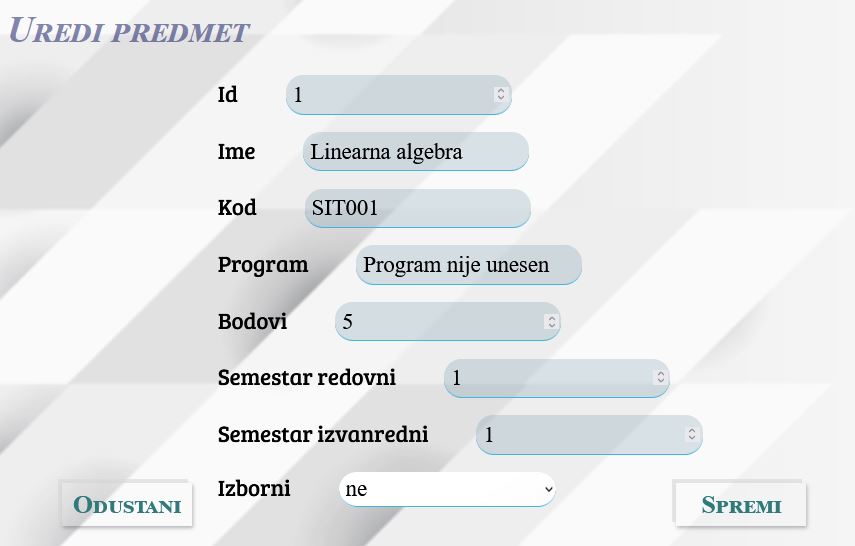 UREDI PREDMET
Id 1
Ime Linearna algebra
Kod SIT001
Program Program nije unesen
Bodovi 5
Semestar redovni 1
Semestar izvanredni 1
Izborni ne
ODUSTANI SPREMI